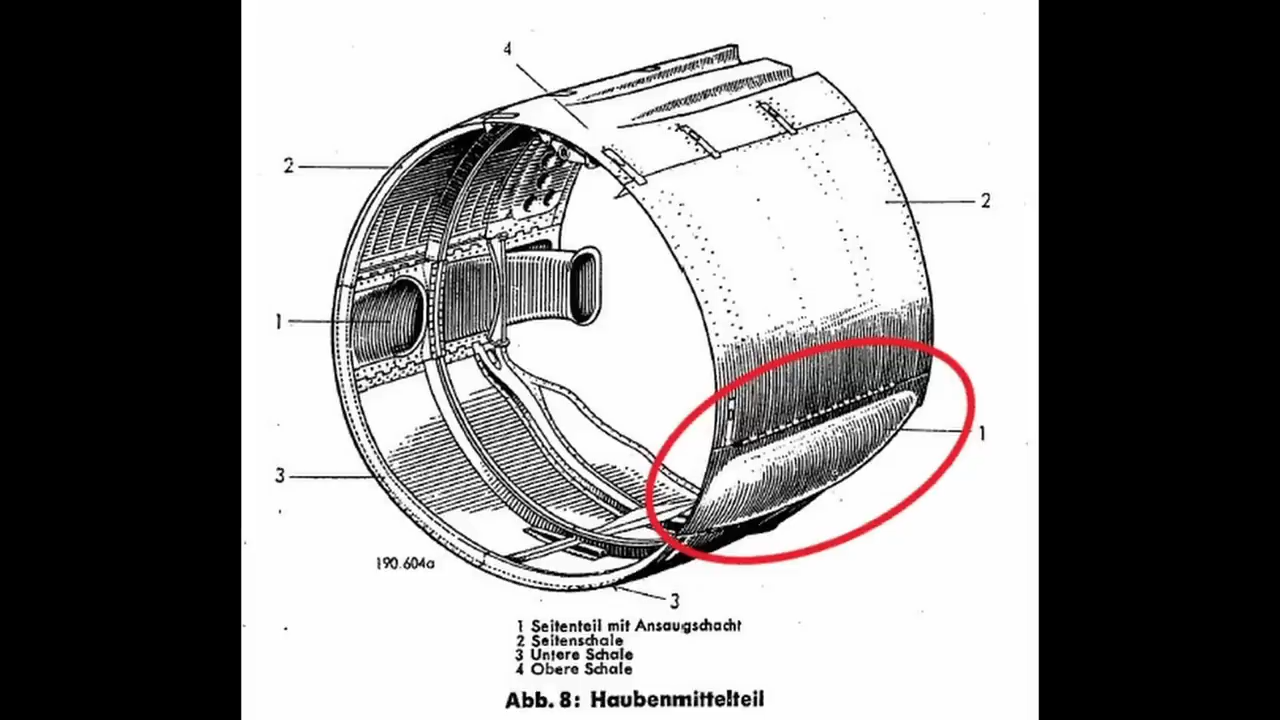 4
2
2
1
1
3
190.604a
3
1 Seitenteil mit Ansaugschacht
2 Seitenschale
3 Untere Schale
4 Obere Schale
Abb. 8: Haubenmittelteil